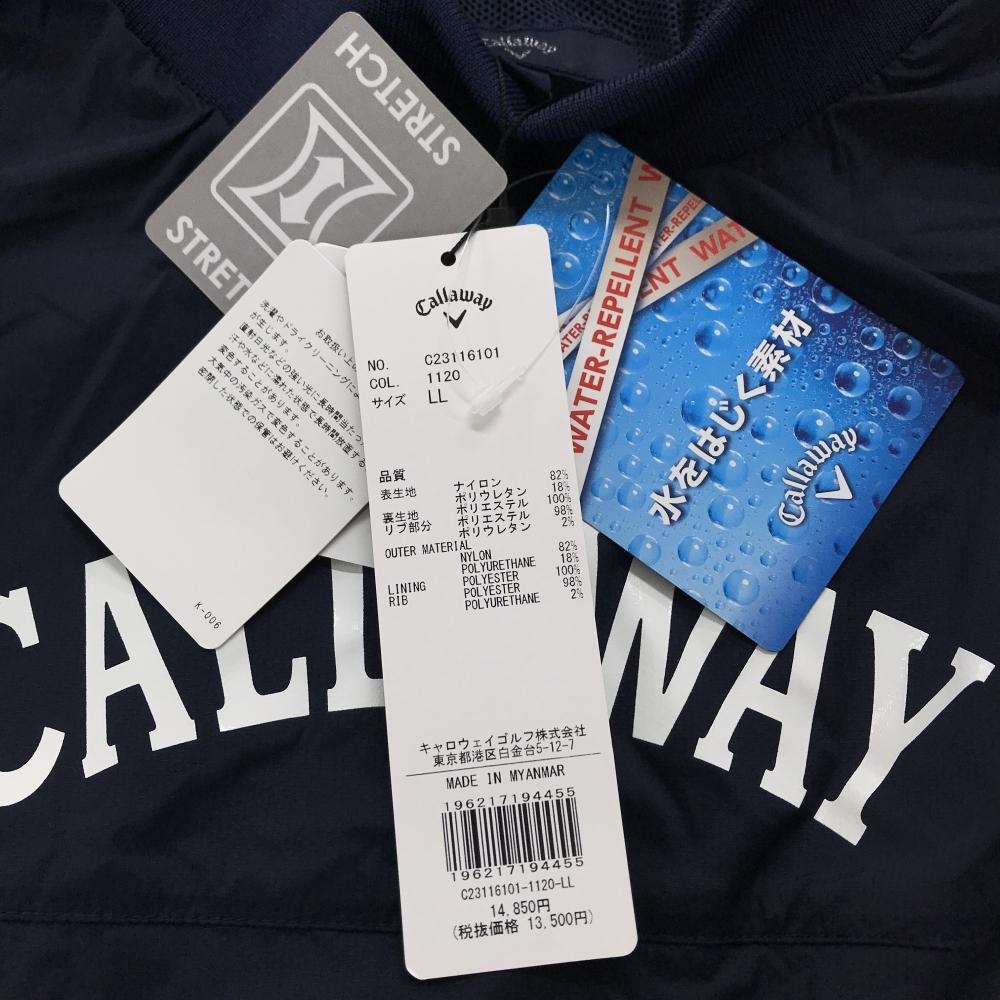 Callaway
STRETCH
STRET
WATER-REPELLENT
WAT
水をはじく素材
Callaway
お取扱い上の
洗濯やドライクリーニングによ
が生じます。
直射日光などの強い光に長時間当たっ
汗や水などに濡れた状態で長時間放置する
変色することがあります。
大気中の汚染ガスで変色することがあります。
密閉した状態での保管はお避けください。
K-006
Callaway
NO. C23116101
COL. 1120
サイズ LL
品質
表生地 ナイロン 82%
ポリウレタン 18%
裏生地 ポリエステル 100%
リブ部分 ポリエステル 98%
ポリウレタン 2%
OUTER MATERIAL
NYLON 82%
POLYURETHANE 18%
LINING POLYESTER 100%
RIB POLYESTER 98%
POLYURETHANE 2%
キャロウェイゴルフ株式会社
東京都港区白金台5-12-7
MADE IN MYANMAR
196217194455
196217194455
C23116101-1120-LL
14,850円
(税抜価格 13,500円)
CALL WAY